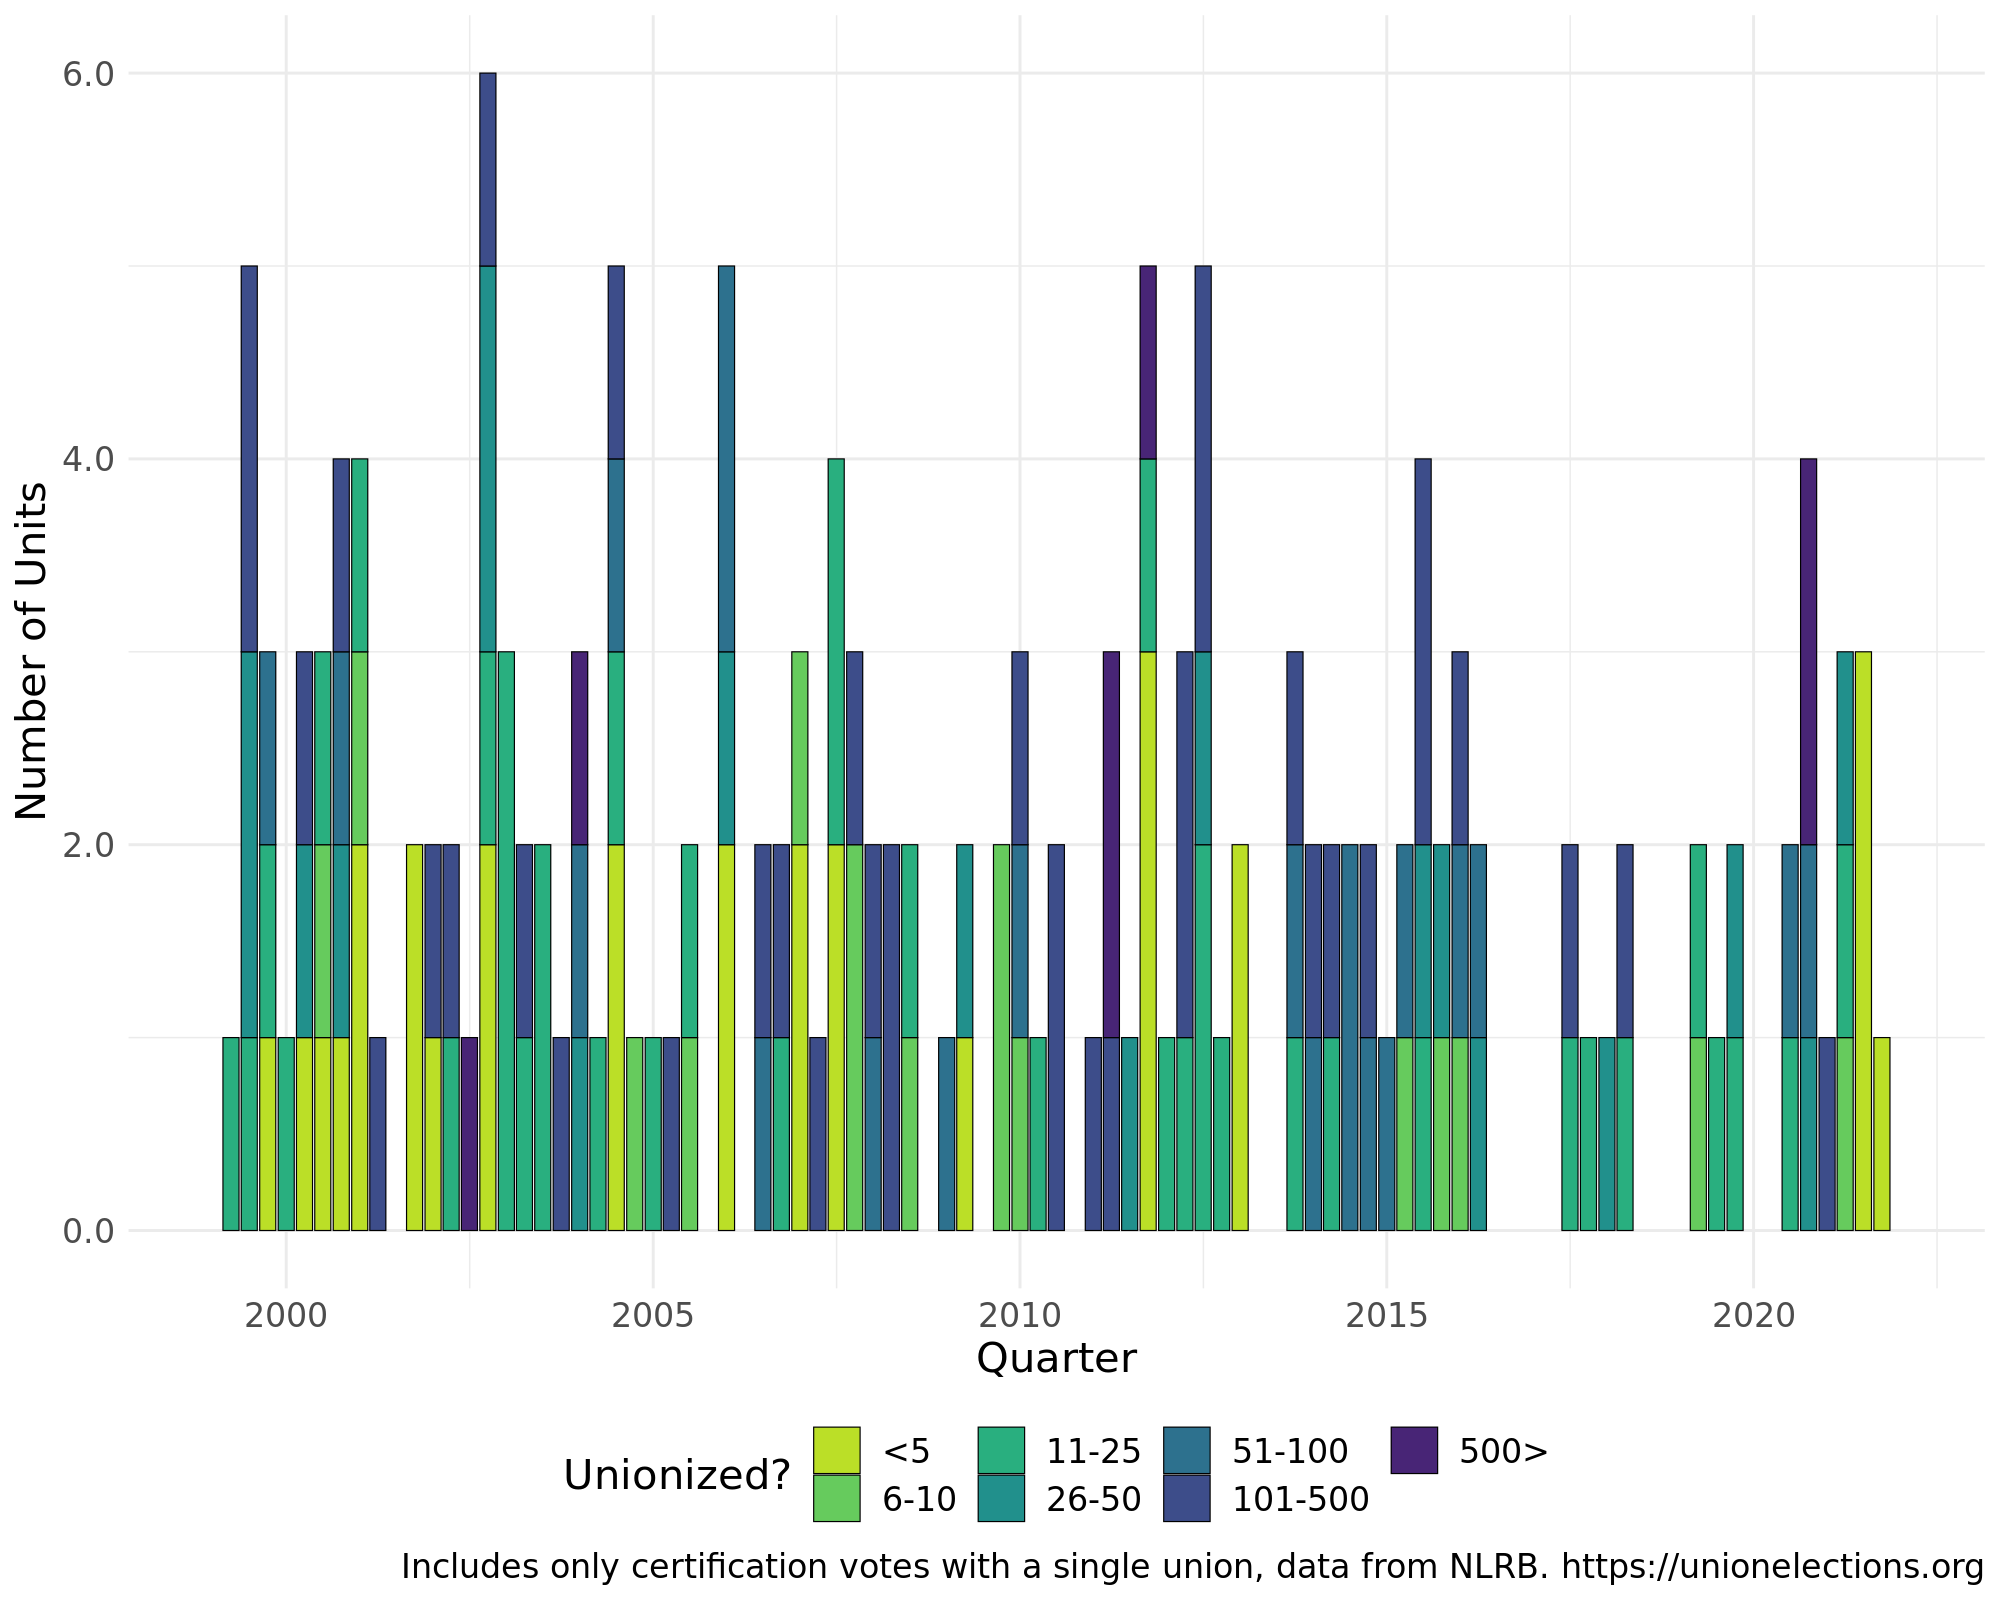 6.0
4.0
2.0
0.0
Number of Units
2000 2005 2010 2015 2020
Quarter
Unionized?
<5 11-25 51-100 500>
6-10 26-50 101-500
Includes only certification votes with a single union, data from NLRB. https://unionelections.org